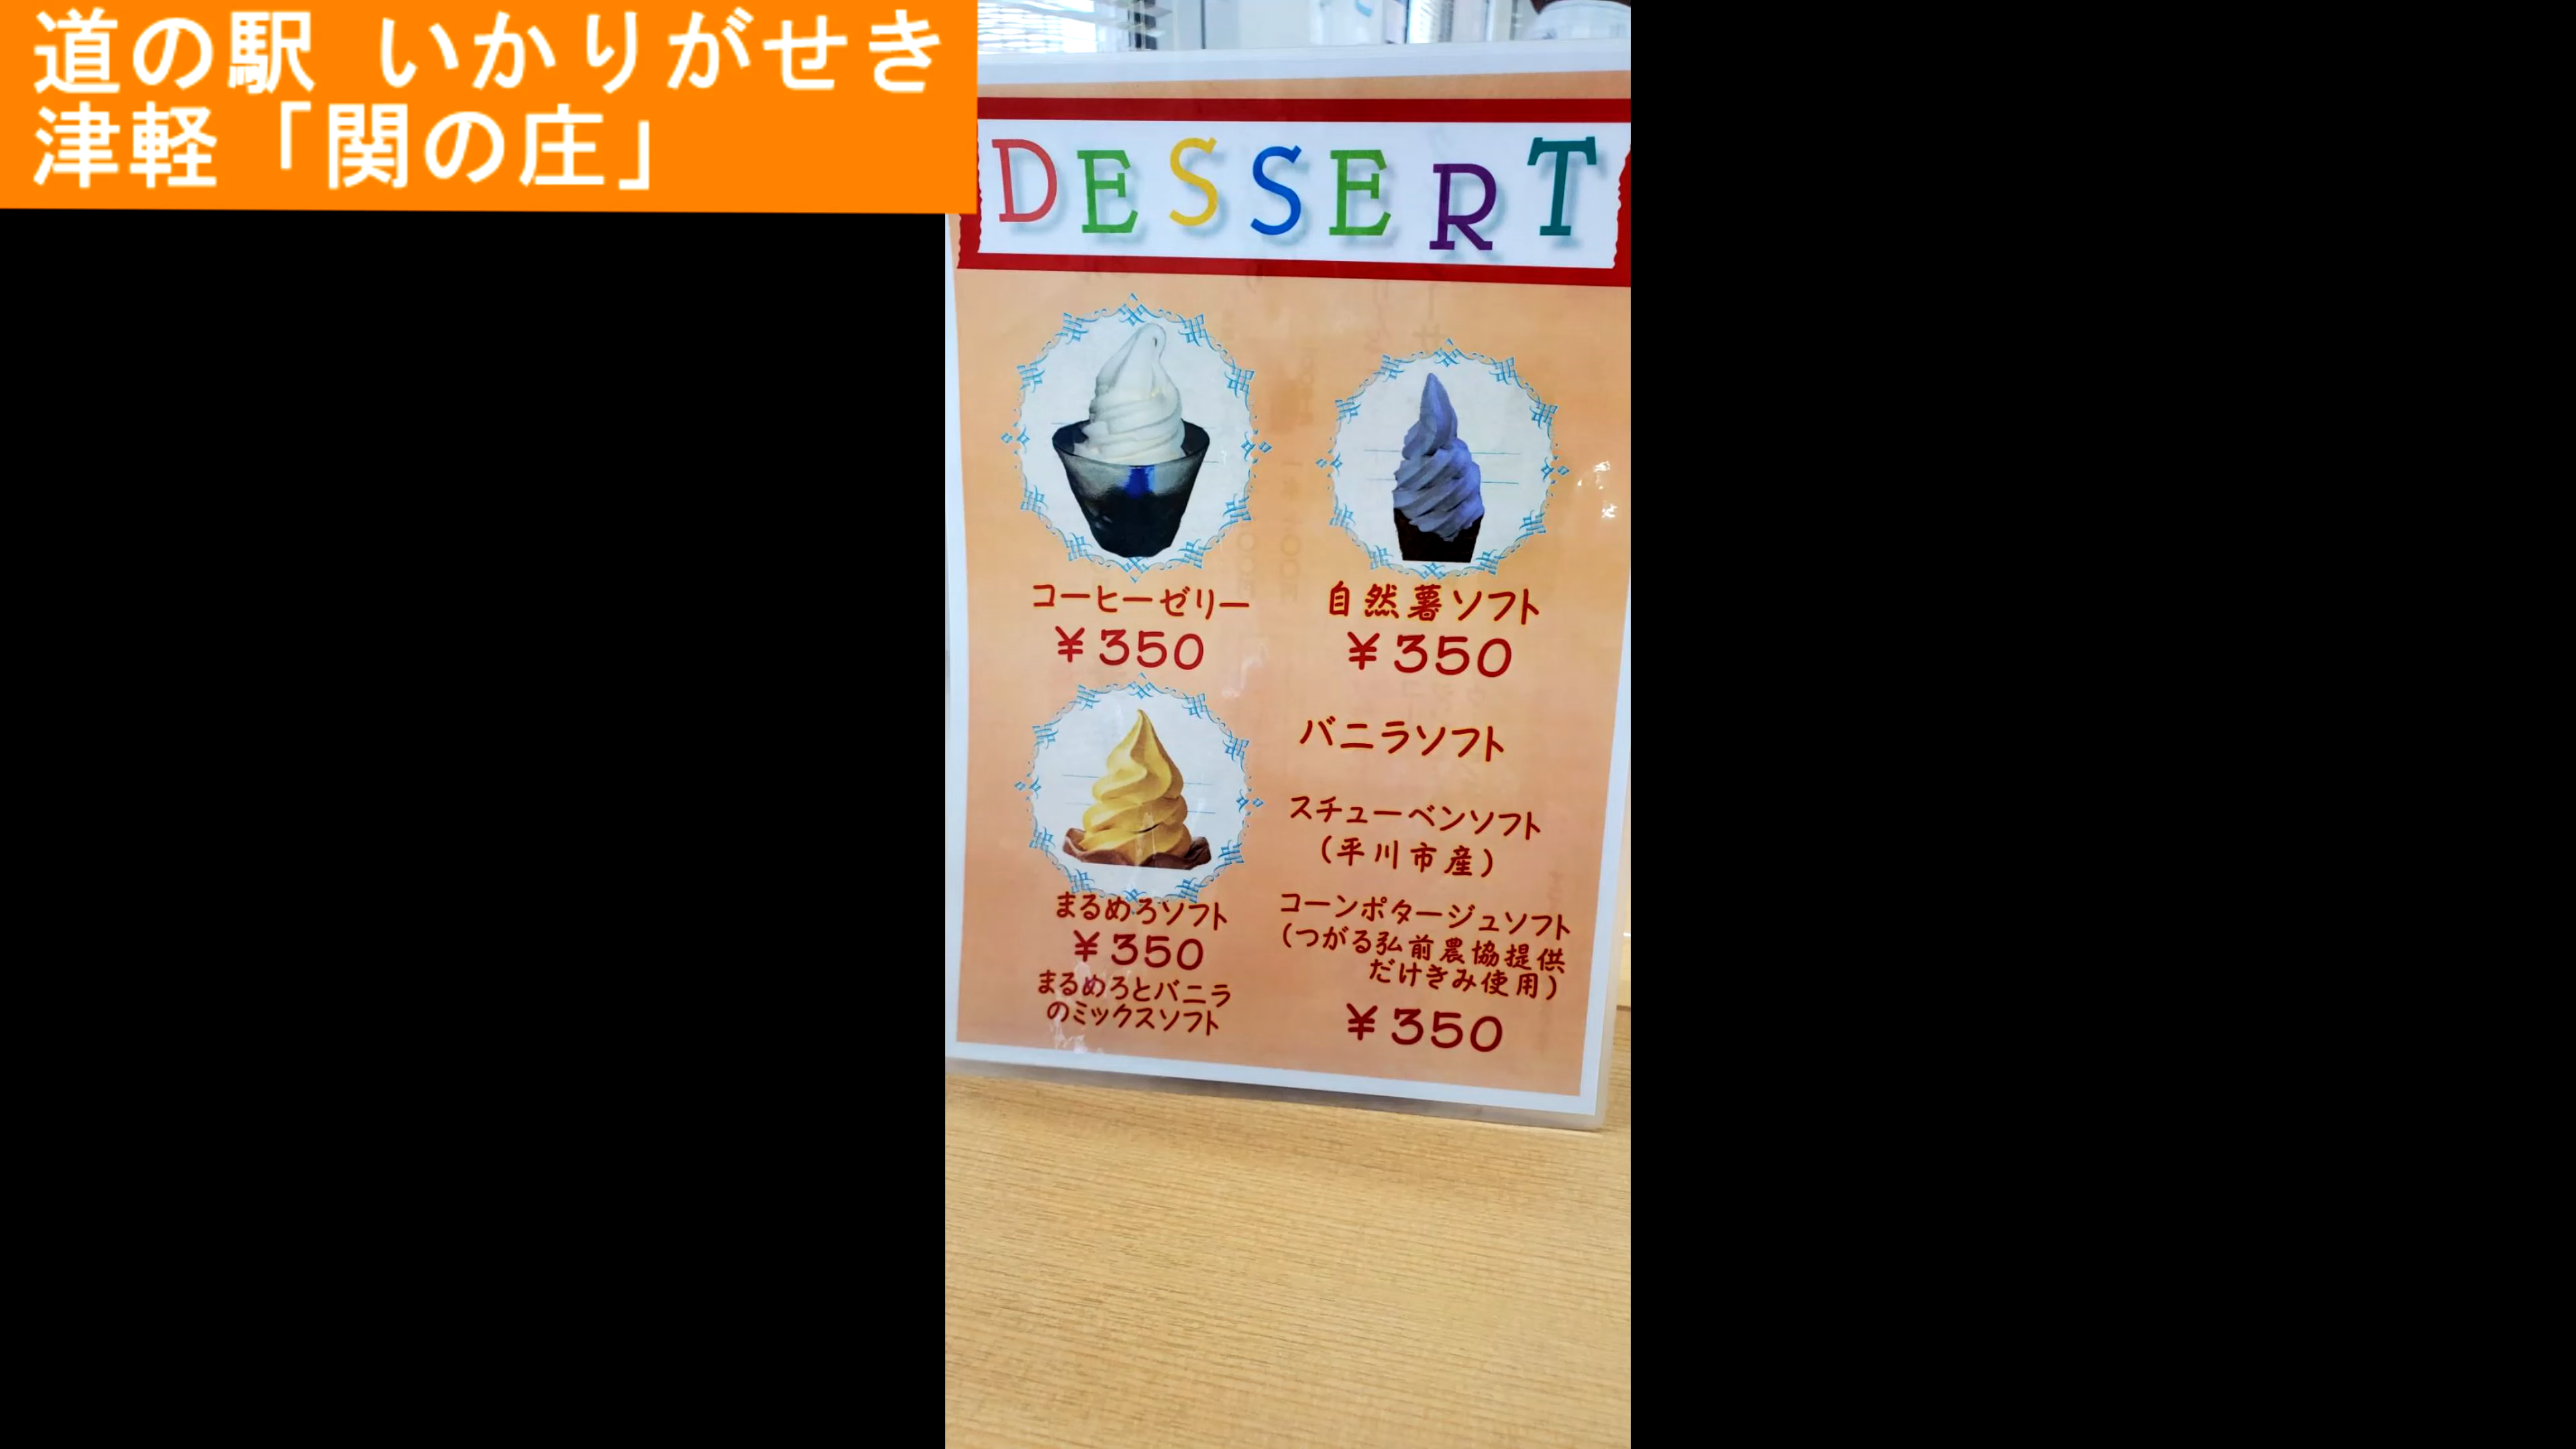 道の駅 いかりがせき
津軽「関の庄」
DESSERT
コーヒーゼリー
¥350
自然薯ソフト
¥350
まるめろソフト
¥350
まるめろとバニラ
のミックスソフト
バニラソフト
スチューベンソフト
(平川市産)
コーンポタージュソフト
(つがる弘前農協提供
だけきみ使用)
¥350